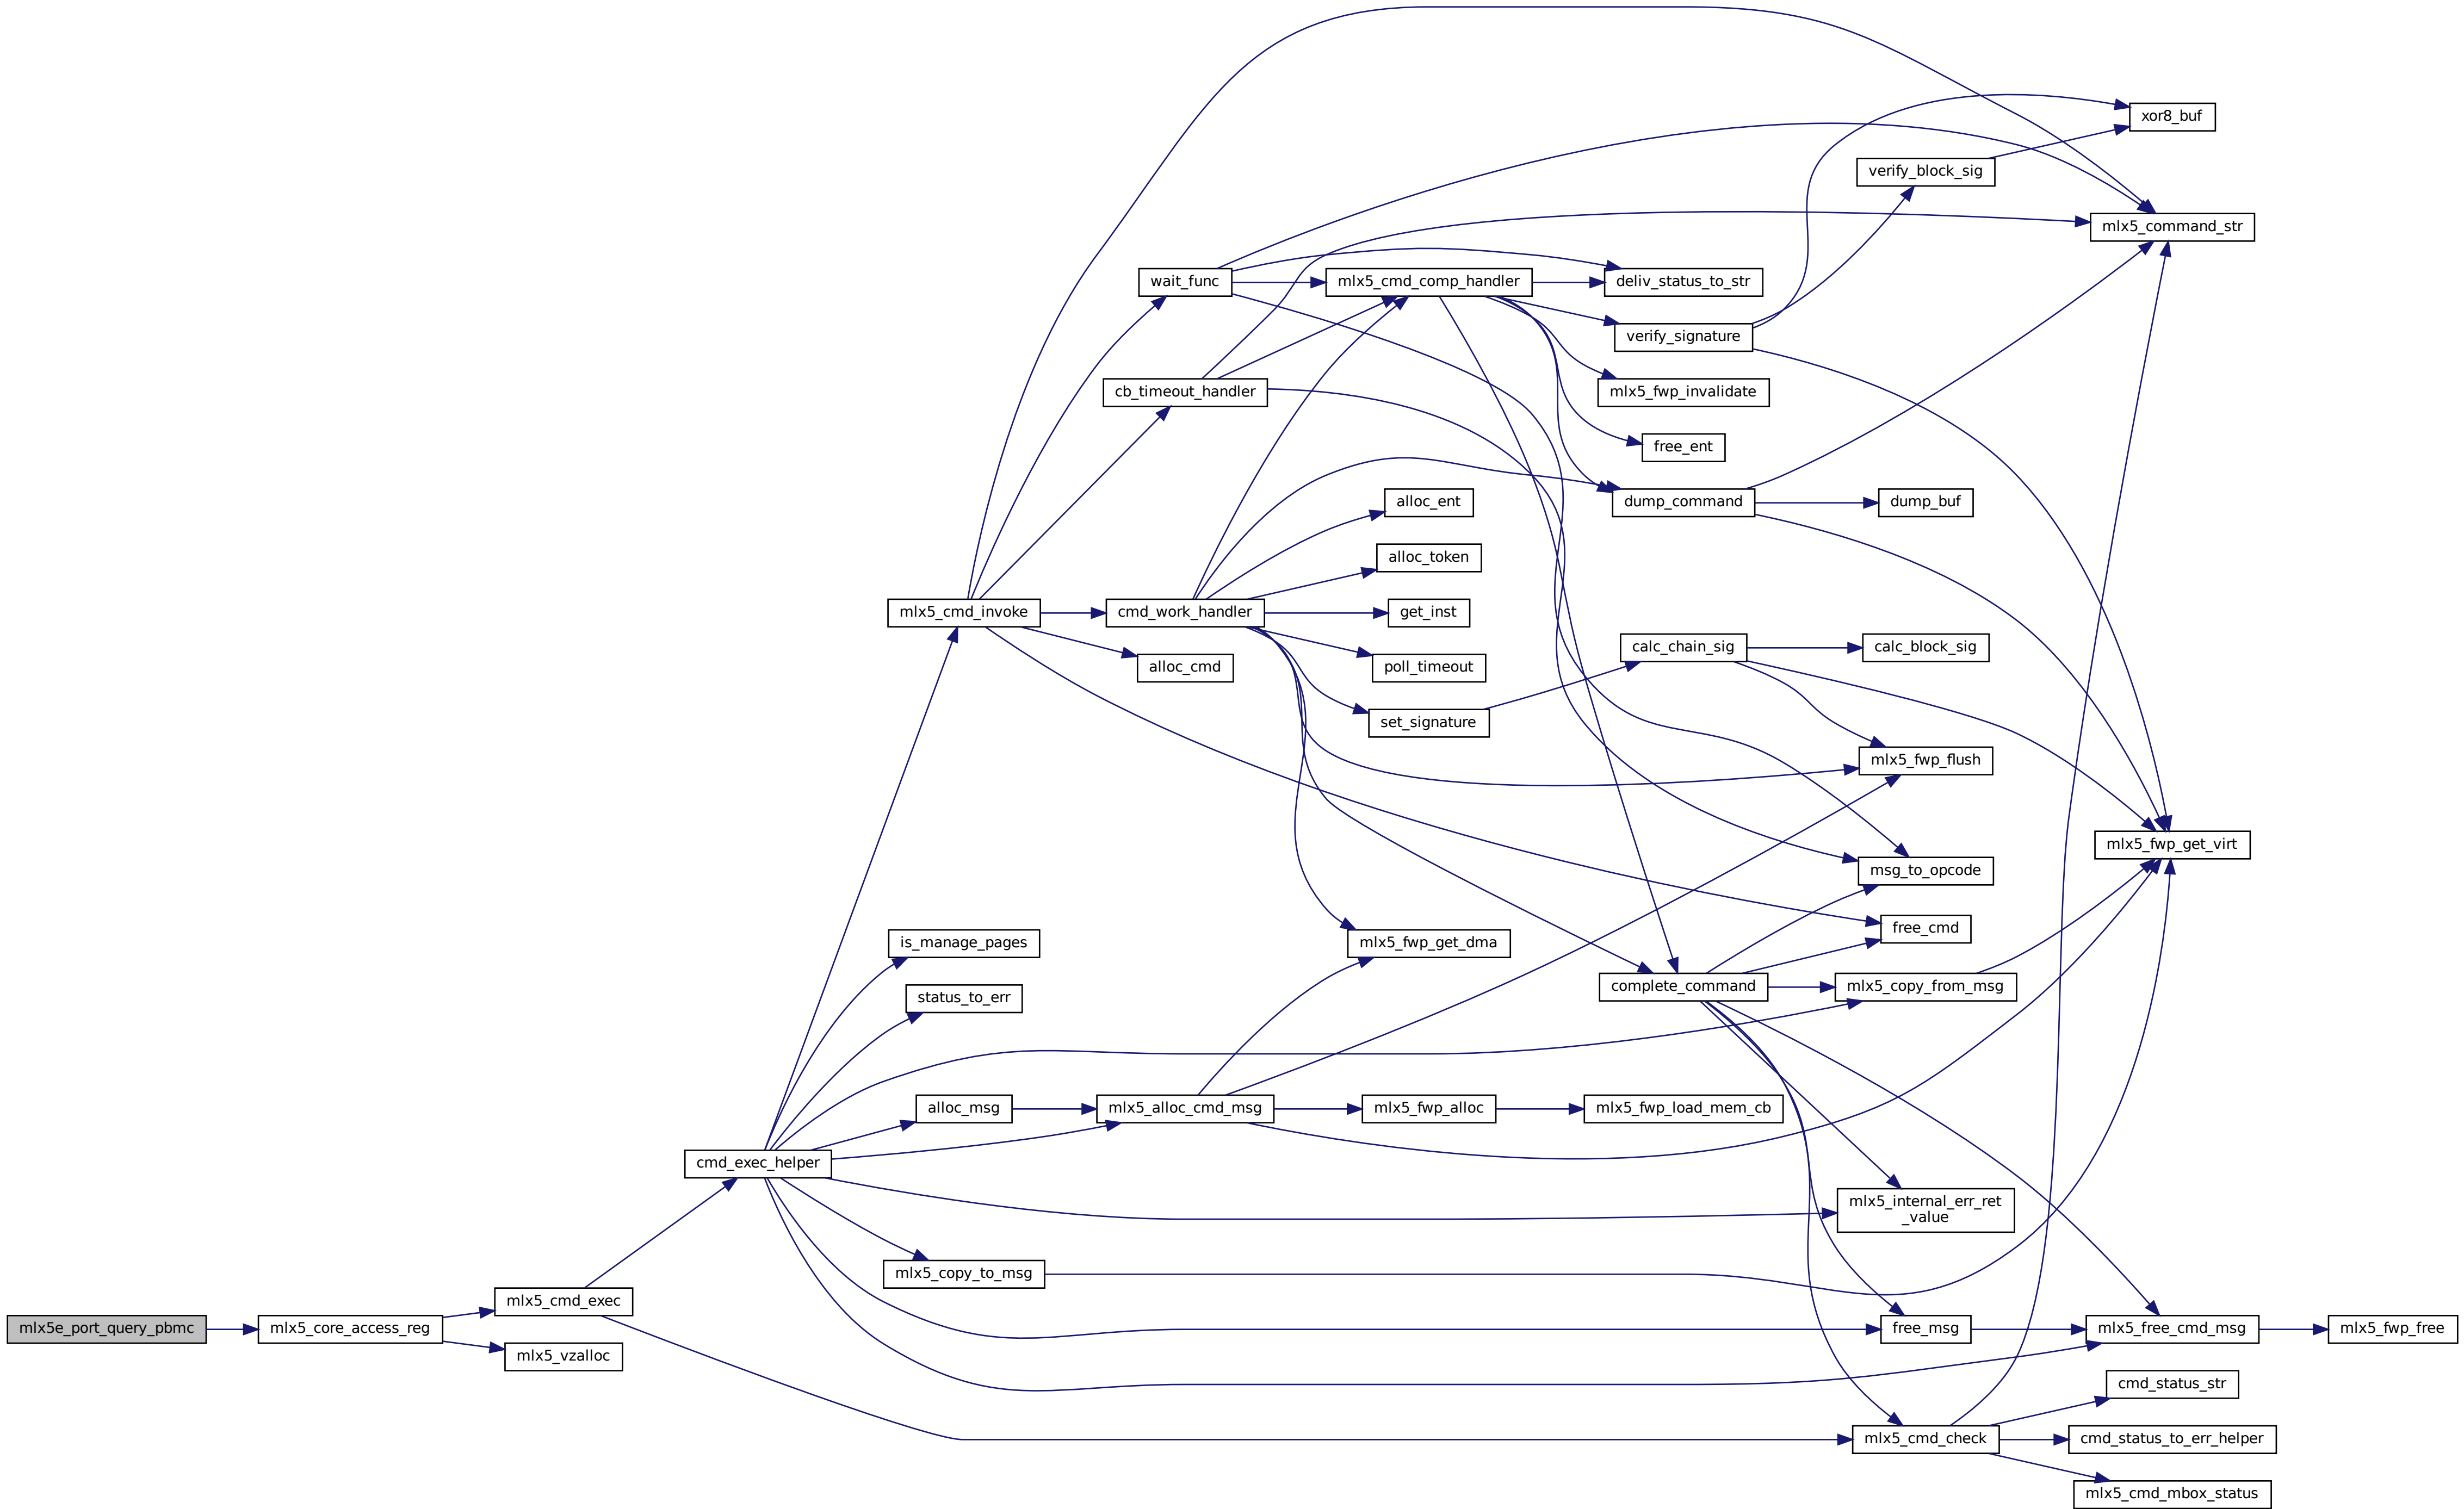 xor8_buf
verify_block_sig
mlx5_command_str
wait_func
mlx5_cmd_comp_handler
deliv_status_to_str
verify_signature
cb_timeout_handler
mlx5_fwp_invalidate
free_ent
alloc_ent
dump_command
dump_buf
alloc_token
mlx5_cmd_invoke
cmd_work_handler
get_inst
calc_chain_sig
calc_block_sig
alloc_cmd
poll_timeout
set_signature
mlx5_fwp_flush
mlx5_fwp_get_virt
msg_to_opcode
free_cmd
is_manage_pages
mlx5_fwp_get_dma
status_to_err
complete_command
mlx5_copy_from_msg
alloc_msg
mlx5_alloc_cmd_msg
mlx5_fwp_alloc
mlx5_fwp_load_mem_cb
cmd_exec_helper
mlx5_internal_err_ret
_value
mlx5_copy_to_msg
mlx5_cmd_exec
mlx5e_port_query_pbmc
mlx5_core_access_reg
free_msg
mlx5_free_cmd_msg
mlx5_fwp_free
mlx5_vzalloc
cmd_status_str
mlx5_cmd_check
cmd_status_to_err_helper
mlx5_cmd_mbox_status